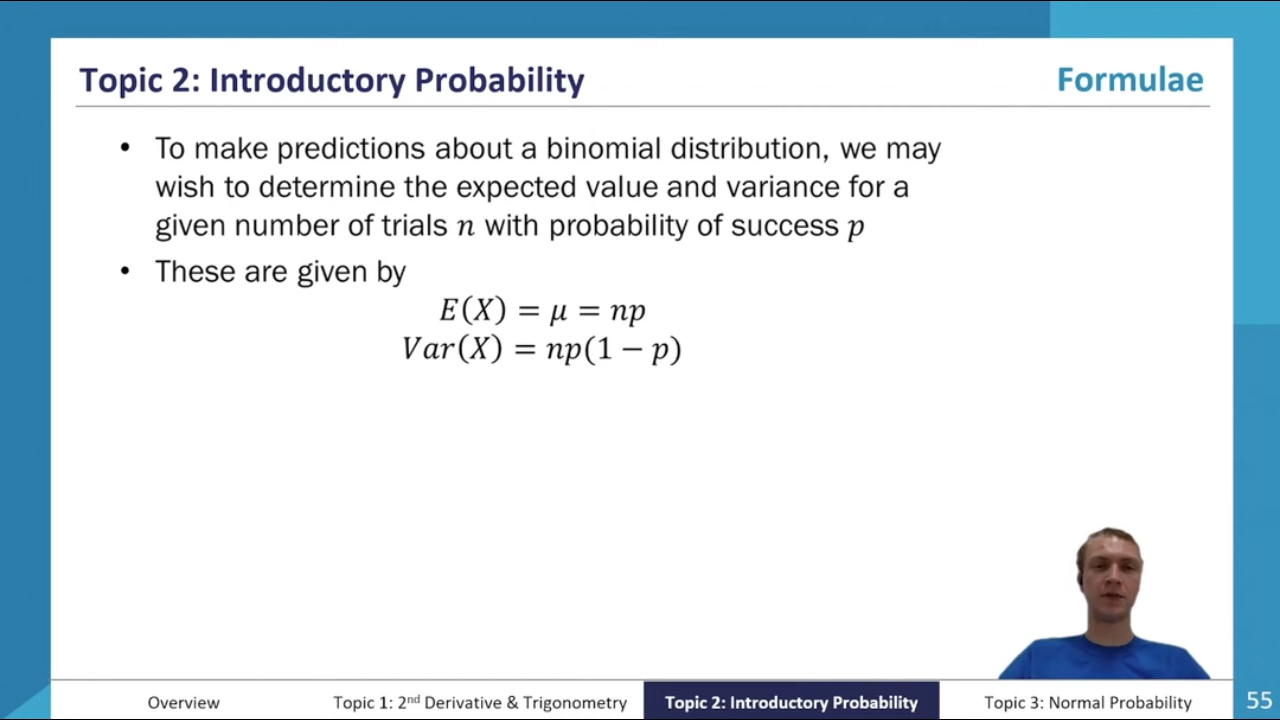 Topic 2: Introductory Probability
Formulae
• To make predictions about a binomial distribution, we may
wish to determine the expected value and variance for a
given number of trials n with probability of success p
• These are given by
E(X) = μ = np
Var(X) = np(1 − p)
Overview
Topic 1: 2nd Derivative & Trigonometry
Topic 2: Introductory Probability
Topic 3: Normal Probability
55